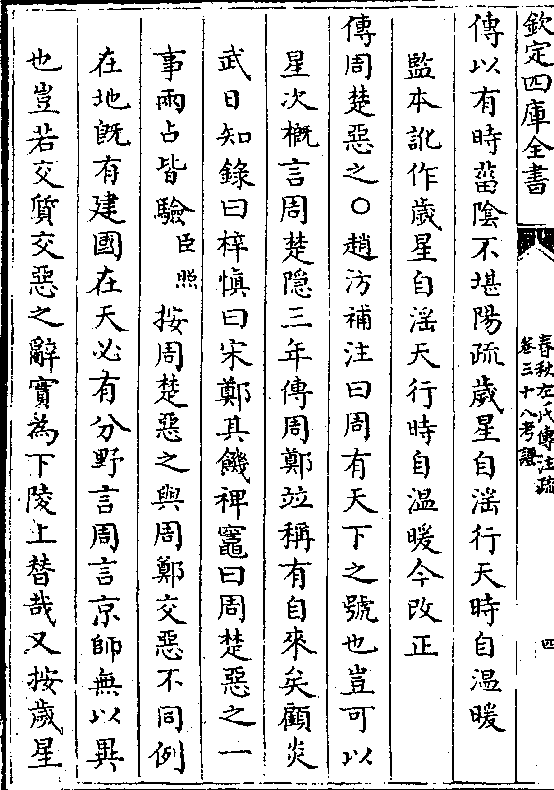 欽定四庫全書
春秋左氏傳注疏
卷三十八考證
四
傳以有時菑陰不堪陽疏歲星自滛行天時自温暖
監本訛作歲星自滛天行時自温暖今改正
傳周楚惡之○趙汸補注曰周有天下之號也豈可以
星次概言周楚隱三年傳周鄭竝稱有自來矣顧炎
武日知錄曰梓慎曰宋鄭其饑裨竈曰周楚惡之一
事兩占皆驗臣照按周楚惡之與周鄭交惡不同例
在地旣有建國在天必有分野言周言京師無以異
也豈若交質交惡之辭實為下陵上替哉又按歲星